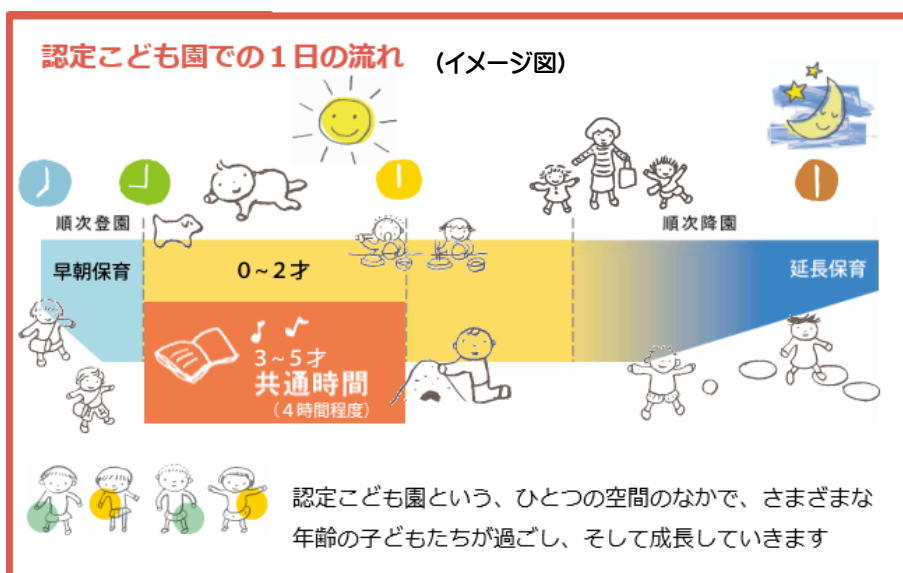 認定こども園での1日の流れ (イメージ図)
順次登園
順次降園
早朝保育
0~2才
延長保育
3~5才
共通時間
(4時間程度)
認定こども園という、ひとつの空間のなかで、さまざまな
年齢の子どもたちが過ごし、そして成長していきます